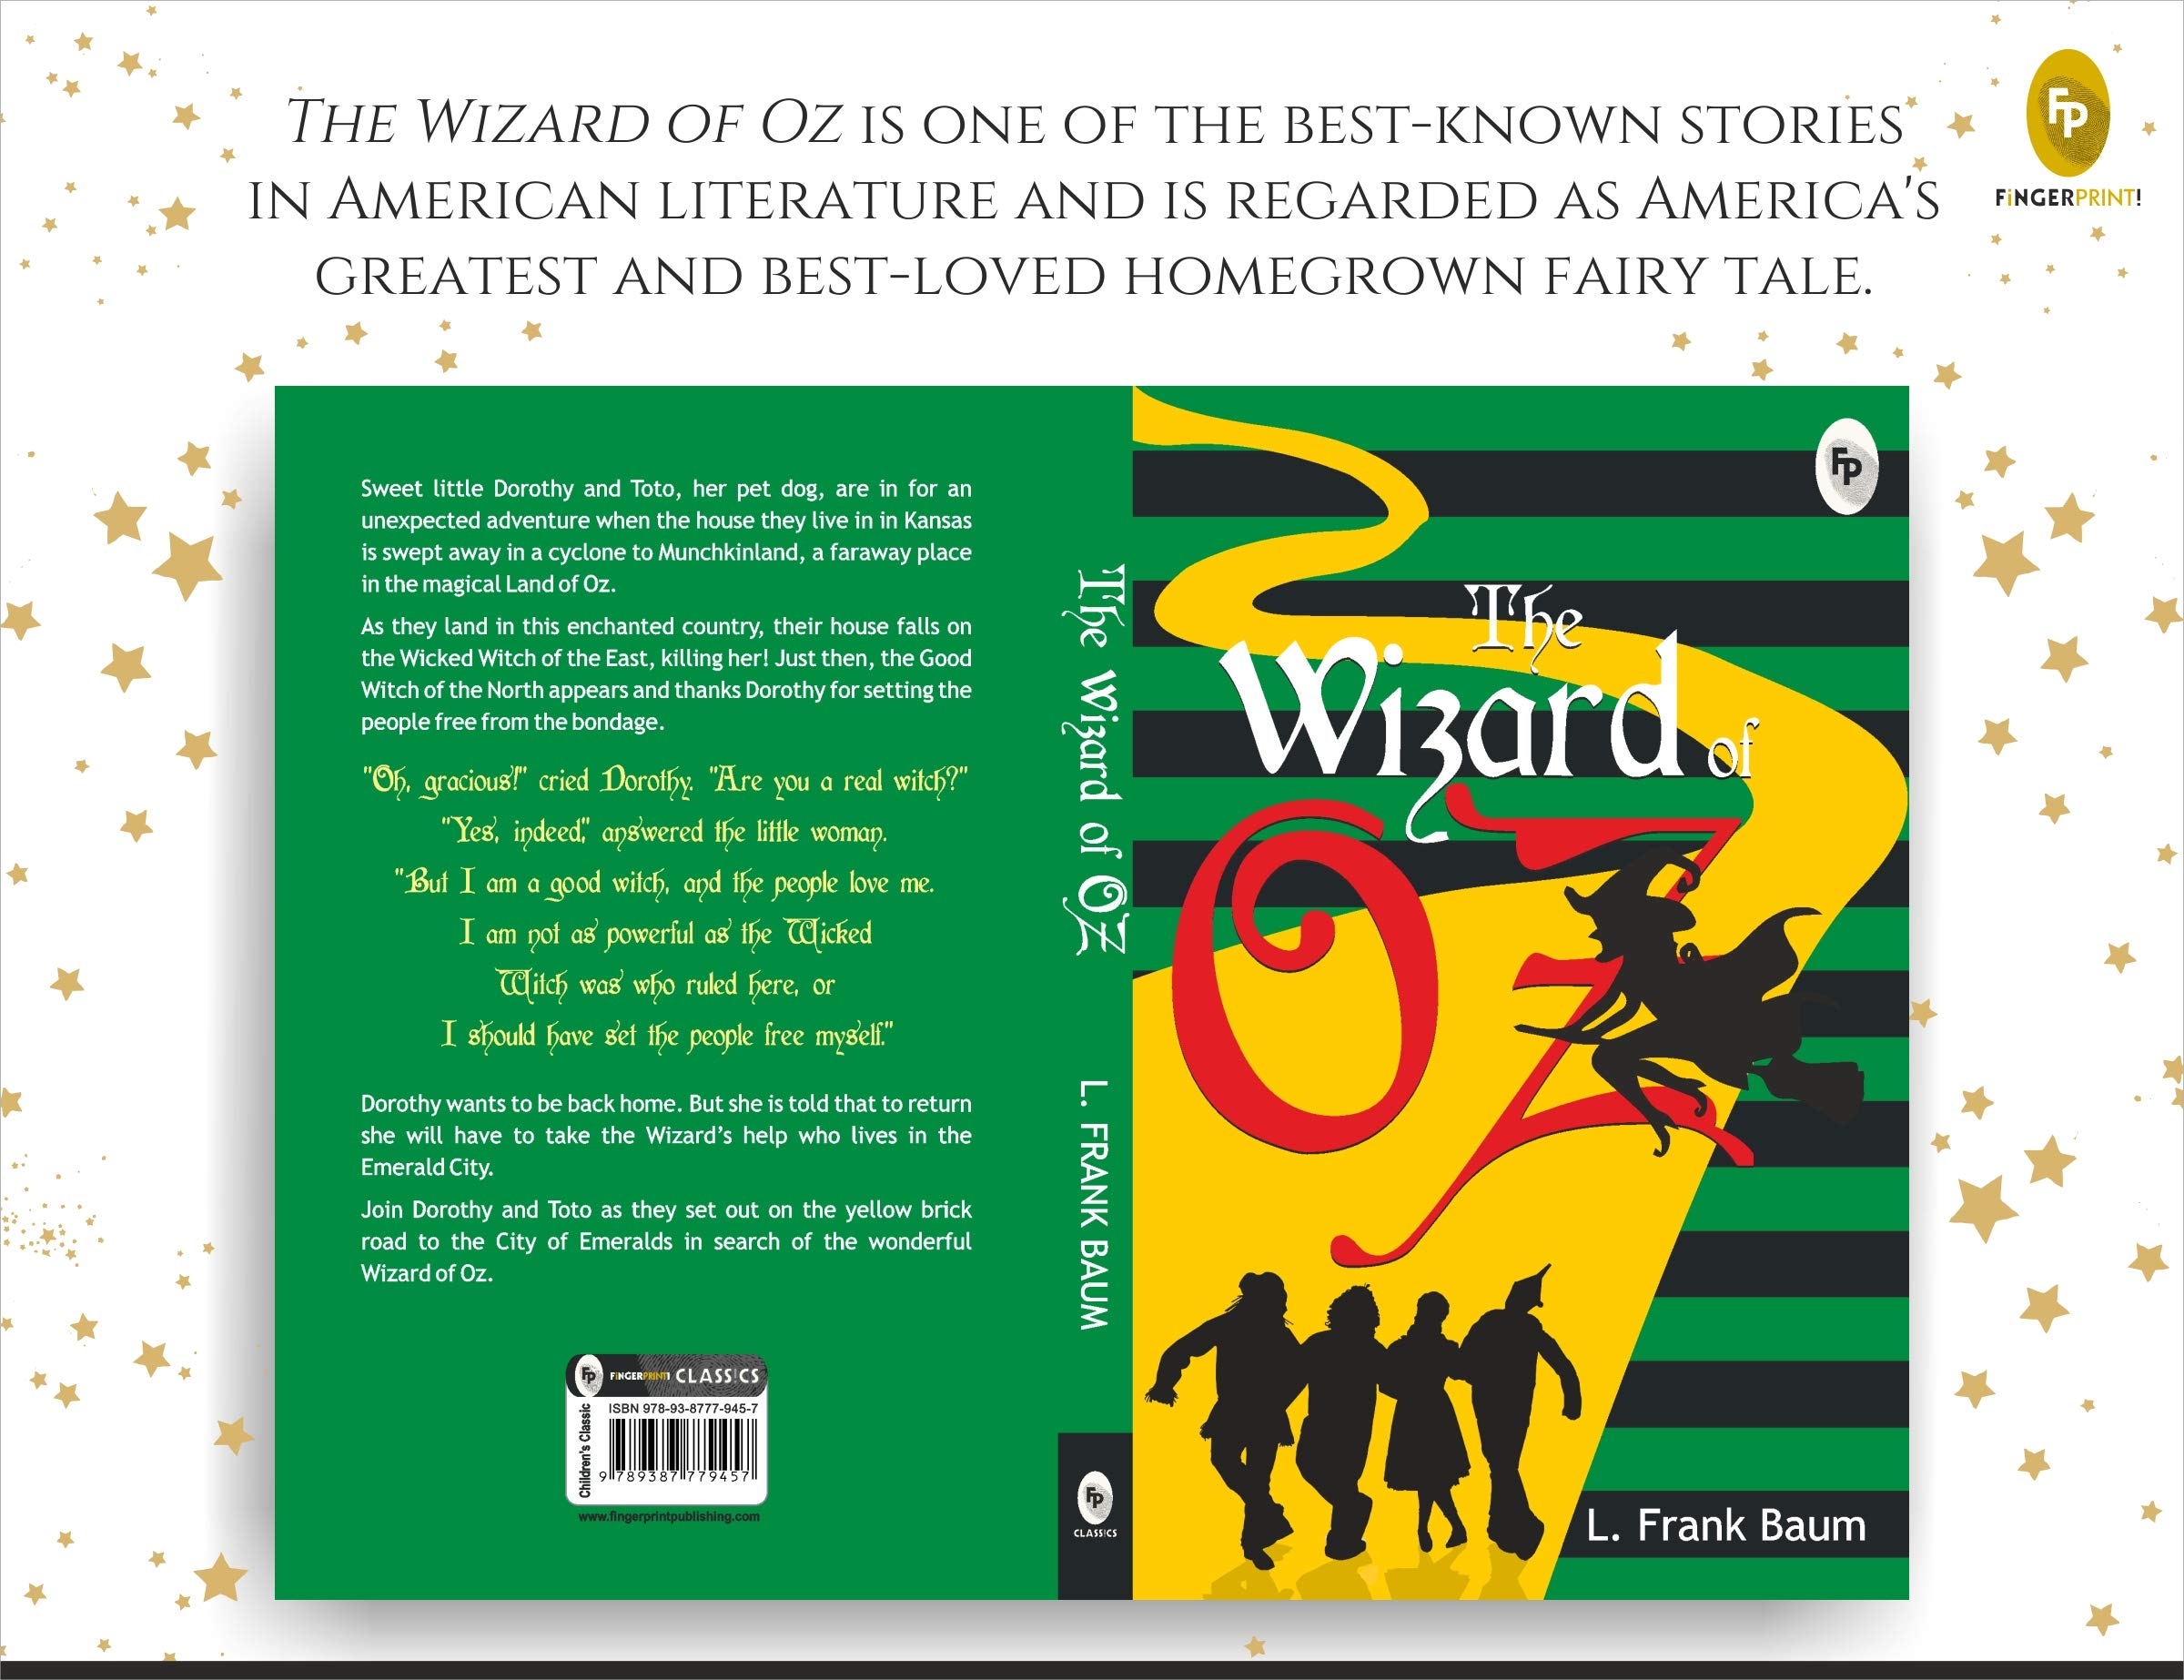 The Wizard of Oz is one of the best-known stories
in American literature and is regarded as America's
greatest and best-loved homegrown fairy tale.
FP
FiNGERPRINT!
Sweet little Dorothy and Toto, her pet dog, are in for an
unexpected adventure when the house they live in in Kansas
is swept away in a cyclone to Munchkinland, a faraway place
in the magical Land of Oz.
As they land in this enchanted country, their house falls on
the Wicked Witch of the East, killing her! Just then, the Good
Witch of the North appears and thanks Dorothy for setting the
people free from the bondage.
"Oh, gracious!" cried Dorothy. "Are you a real witch?"
"Yes, indeed," answered the little woman.
"But I am a good witch, and the people love me.
I am not as powerful as the Wicked
Witch was who ruled here, or
I should have set the people free myself."
Dorothy wants to be back home. But she is told that to return
she will have to take the Wizard's help who lives in the
Emerald City.
Join Dorothy and Toto as they set out on the yellow brick
road to the City of Emeralds in search of the wonderful
Wizard of Oz.
FP FiNGERPRINT! CLASS!CS
Children's Classic
ISBN 978-93-8777-945-7
9 789387 779457
www.fingerprintpublishing.com
The Wizard of Oz
L. FRANK BAUM
FP
CLASS!CS
FP
The
Wizard of
Oz
L. Frank Baum